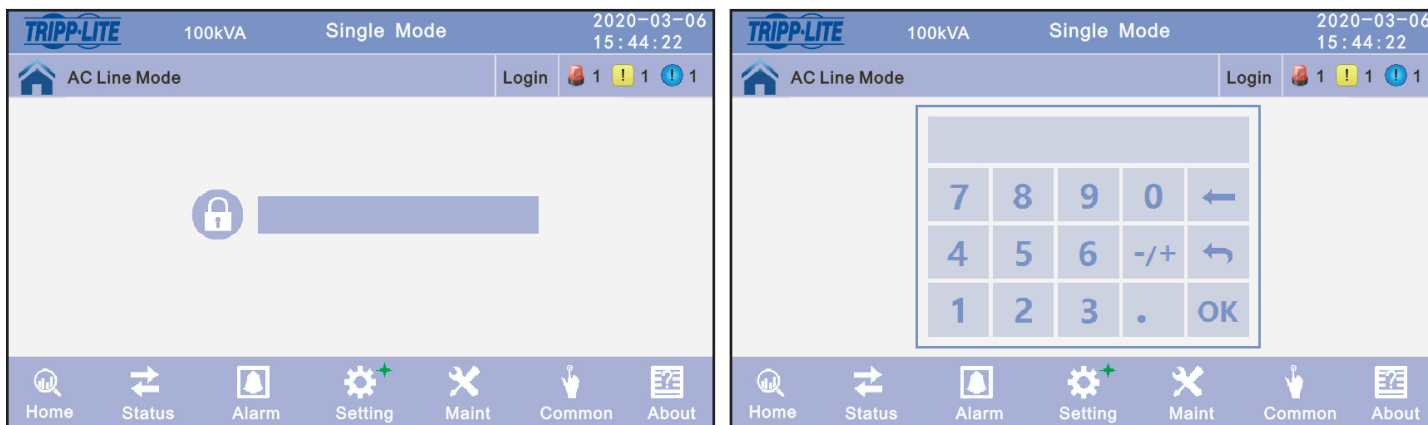 TRIPP·LITE 100kVA Single Mode 2020-03-06
15:44:22
AC Line Mode Login 1 ! 1 ! 1
Home Status Alarm Setting Maint Common About
TRIPP·LITE 100kVA Single Mode 2020-03-06
15:44:22
AC Line Mode Login 1 ! 1 ! 1
7 8 9 0 ←
4 5 6 -/+
1 2 3 . OK
Home Status Alarm Setting Maint Common About